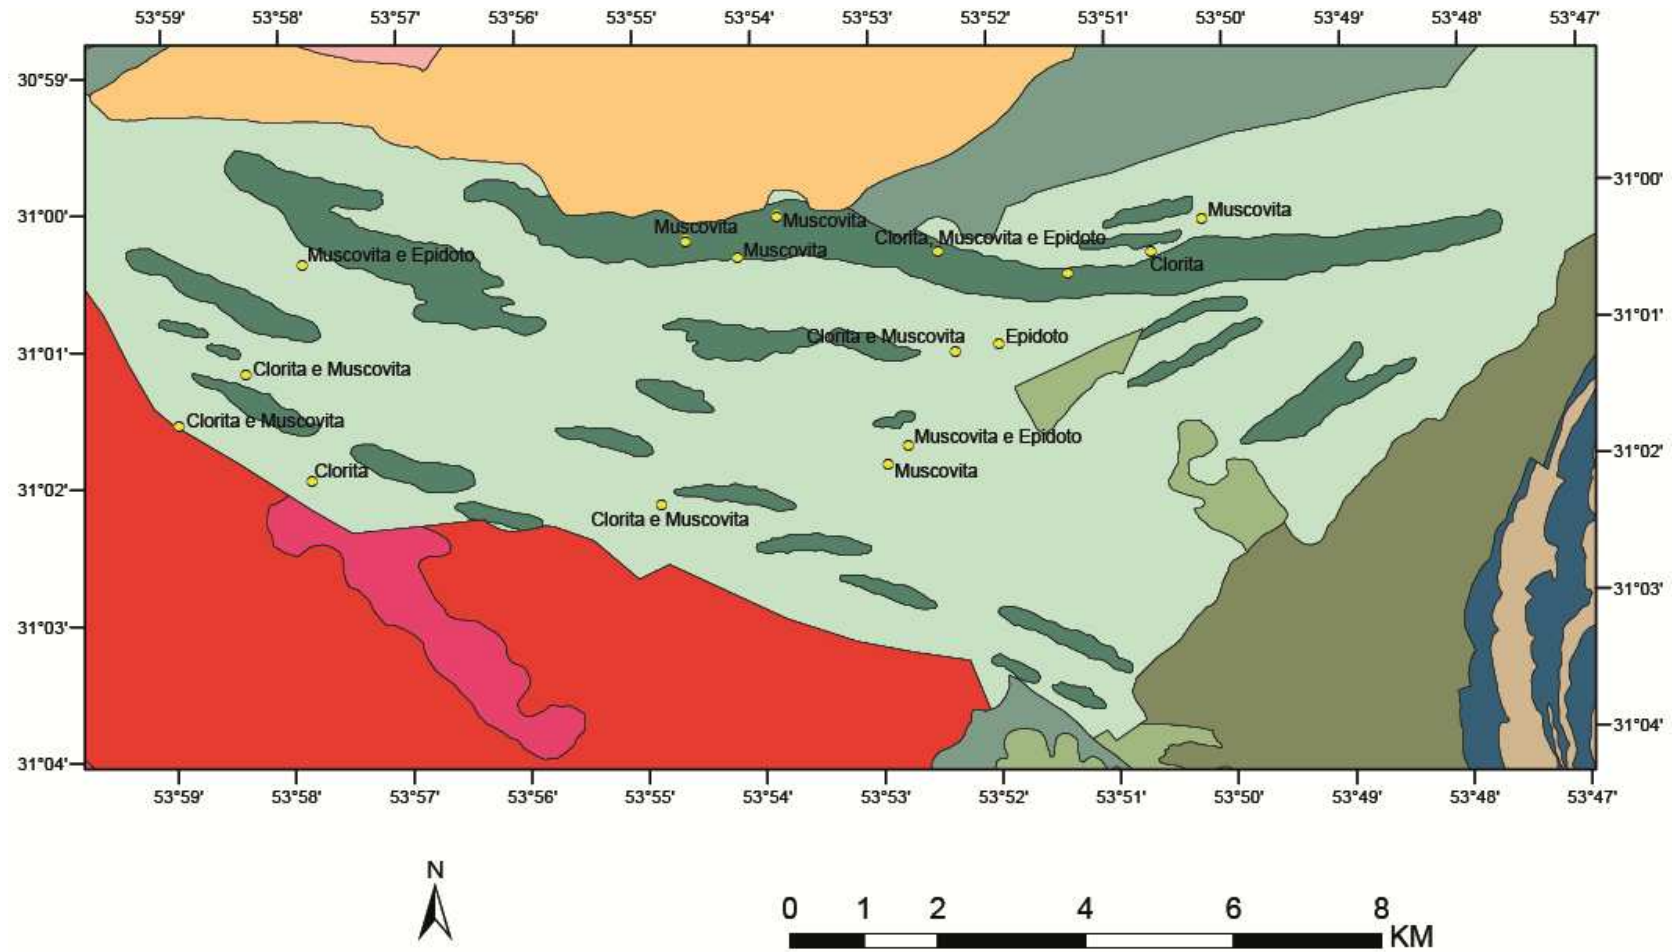 53°59' 53°58' 53°57' 53°56' 53°55' 53°54' 53°53' 53°52' 53°51' 53°50' 53°49' 53°48' 53°47'
30°59'
31°00'
31°00'
Muscovita
Muscovita
Muscovita
Clorita, Muscovita e Epidoto
Muscovita
Muscovita e Epidoto
Clorita
31°01'
Clorita e Muscovita
Epidoto
31°01'
Clorita e Muscovita
Clorita e Muscovita
Muscovita e Epidoto
31°02'
Clorita
Muscovita
31°02'
Clorita e Muscovita
31°03'
31°03'
31°04'
31°04'
53°59' 53°58' 53°57' 53°56' 53°55' 53°54' 53°53' 53°52' 53°51' 53°50' 53°49' 53°48' 53°47'
N
0 1 2 4 6 8
KM